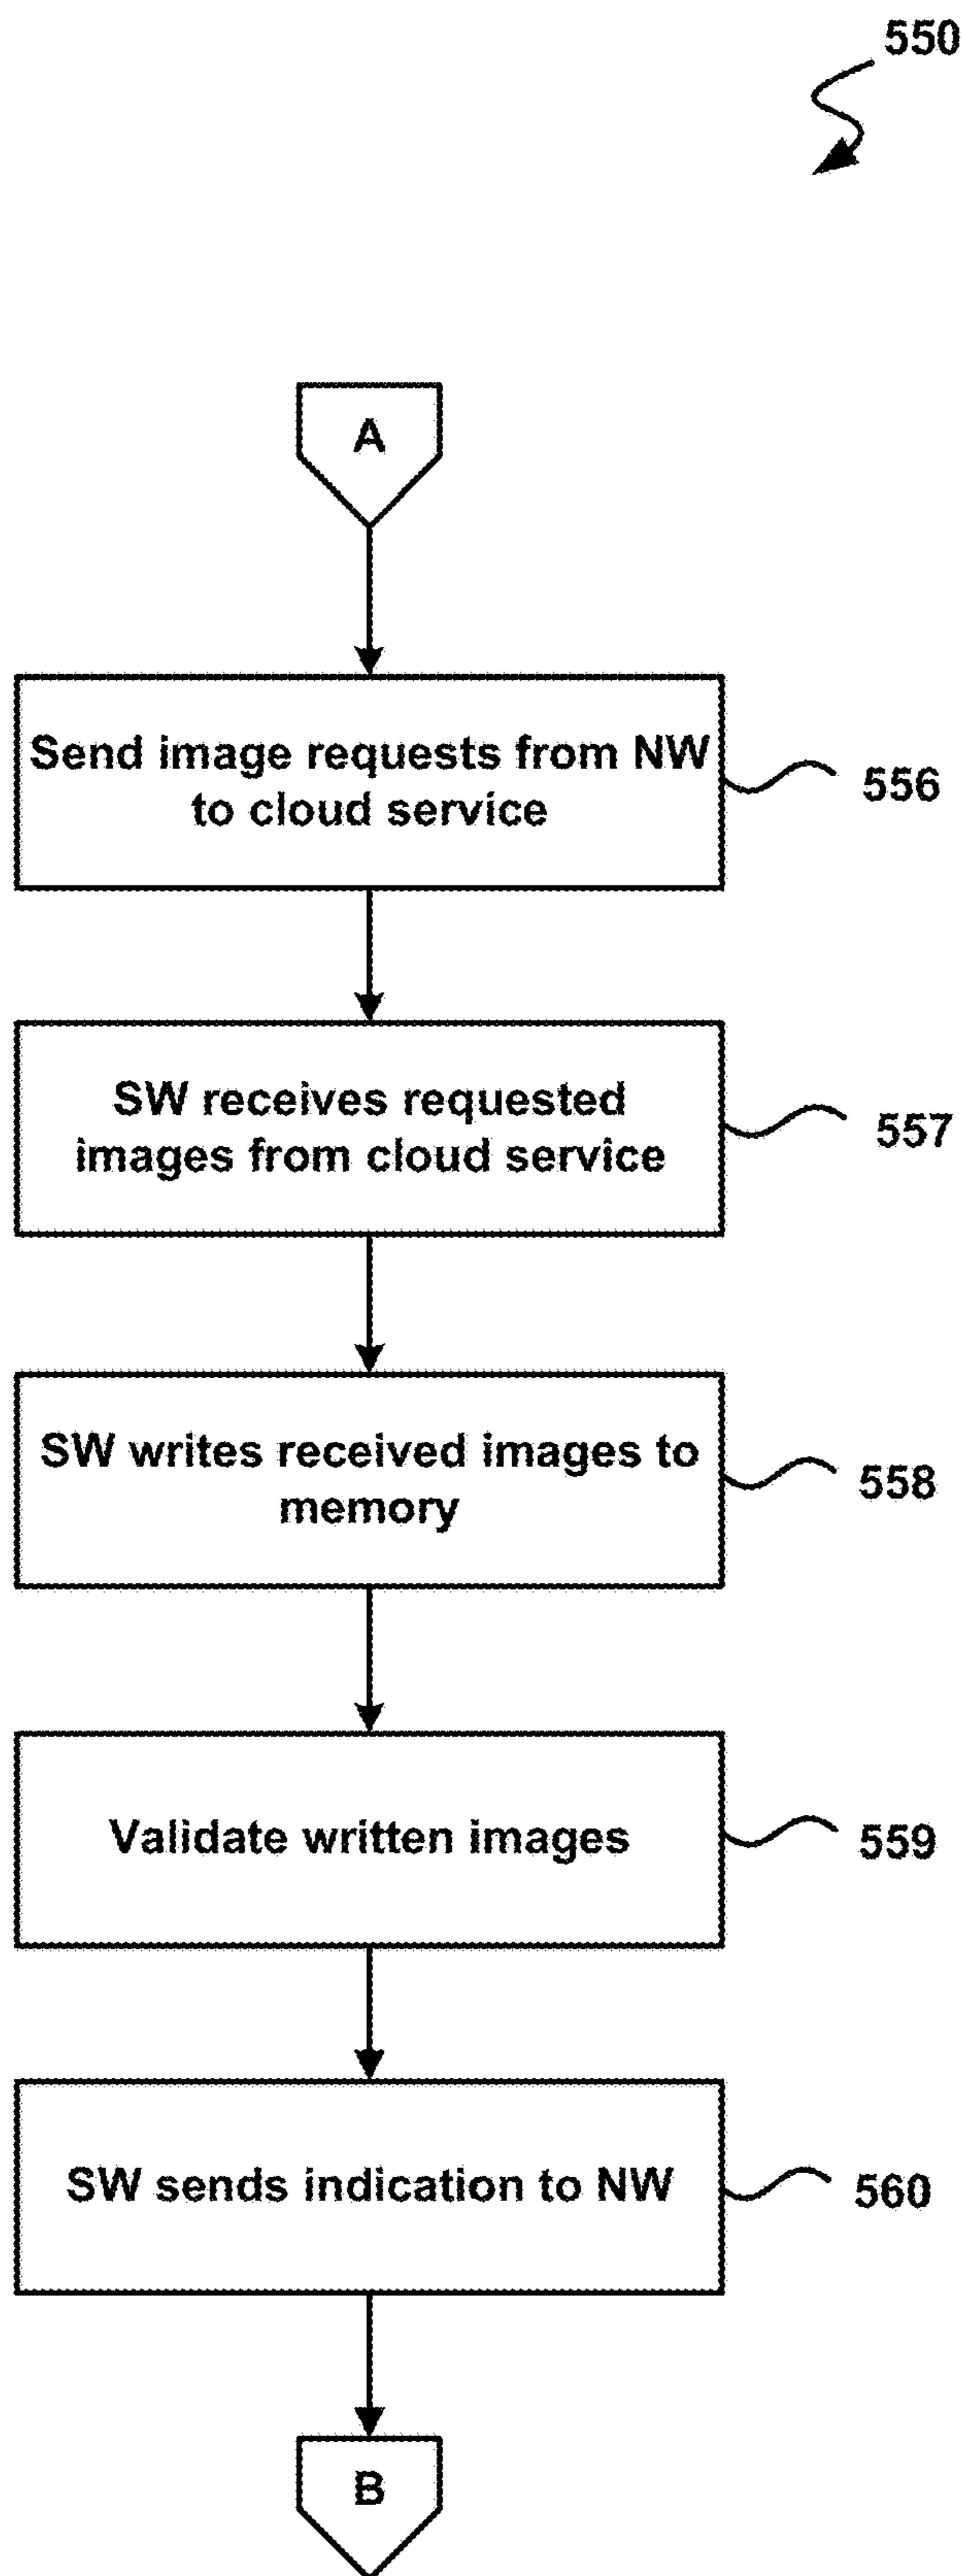 550
A
Send image requests from NW
to cloud service
556
SW receives requested
images from cloud service
557
SW writes received images to
memory
558
Validate written images
559
SW sends indication to NW
560
B